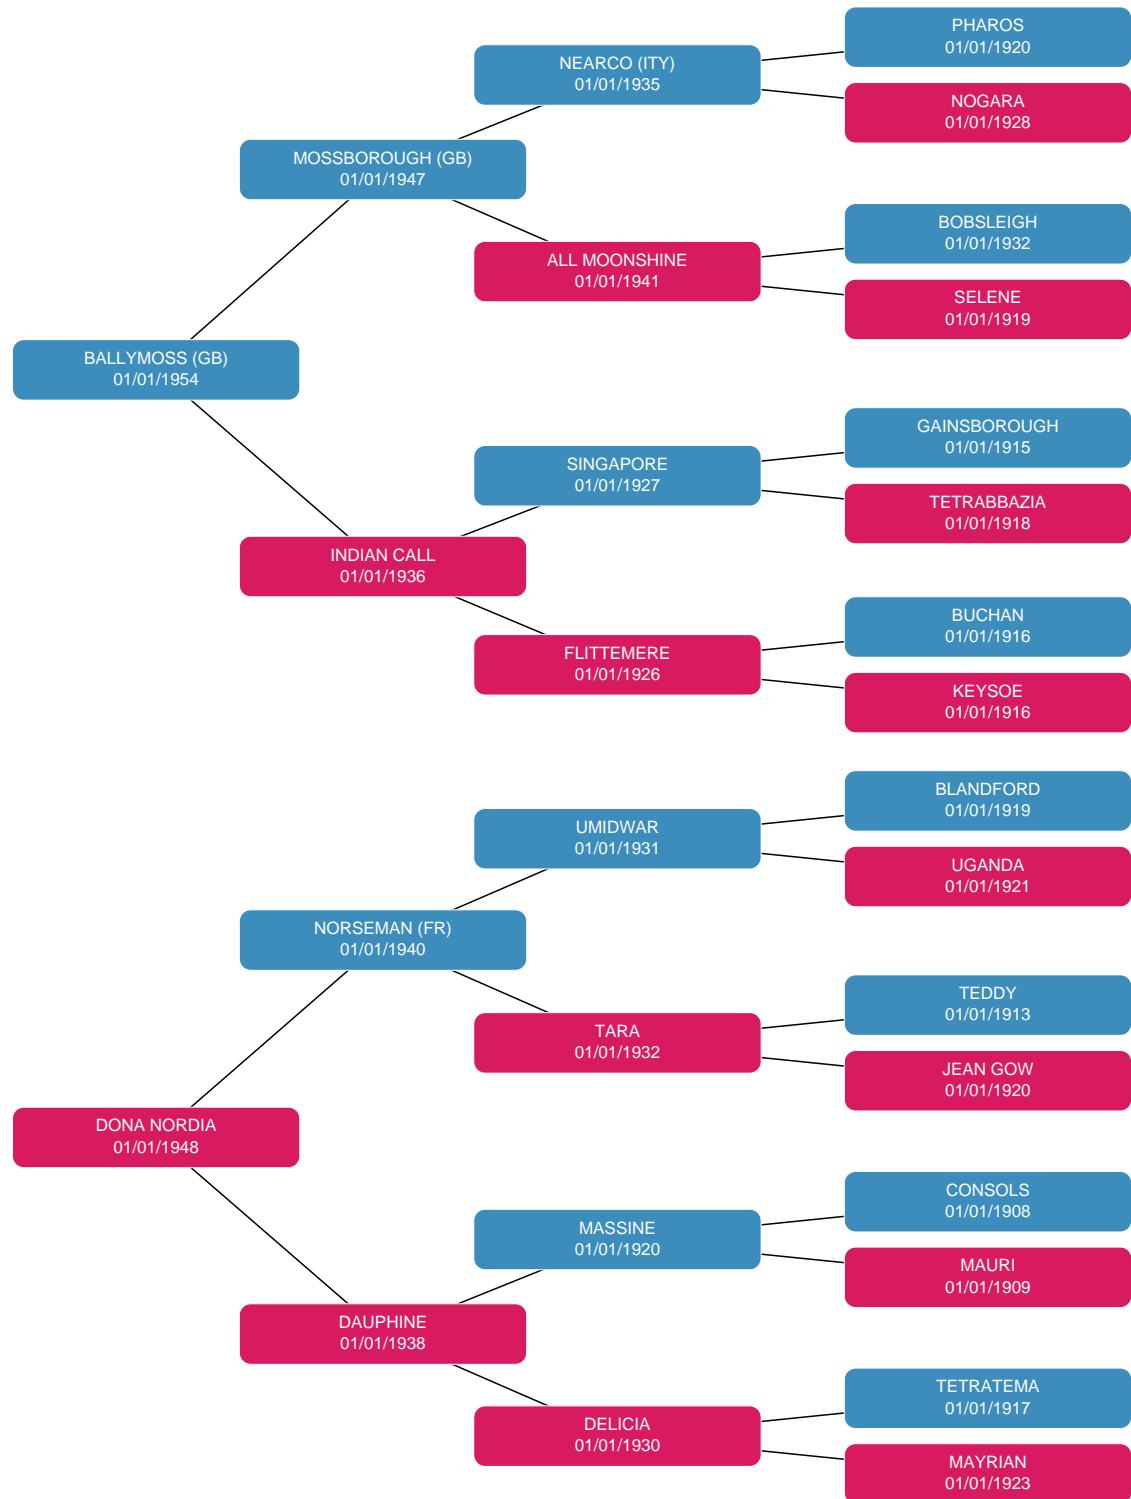 PHAROS
01/01/1920
NEARCO (ITY)
01/01/1935
NOGARA
01/01/1928
MOSSBOROUGH (GB)
01/01/1947
BOBSLEIGH
01/01/1932
ALL MOONSHINE
01/01/1941
SELENE
01/01/1919
BALLYMOSS (GB)
01/01/1954
GAINSBOROUGH
01/01/1915
SINGAPORE
01/01/1927
TETRABBAZIA
01/01/1918
INDIAN CALL
01/01/1936
BUCHAN
01/01/1916
FLITTEMERE
01/01/1926
KEYSOE
01/01/1916
BLANDFORD
01/01/1919
UMIDWAR
01/01/1931
UGANDA
01/01/1921
NORSEMAN (FR)
01/01/1940
TEDDY
01/01/1913
TARA
01/01/1932
JEAN GOW
01/01/1920
DONA NORDIA
01/01/1948
CONSOLS
01/01/1908
MASSINE
01/01/1920
MAURI
01/01/1909
DAUPHINE
01/01/1938
TETRATEMA
01/01/1917
DELICIA
01/01/1930
MAYRIAN
01/01/1923